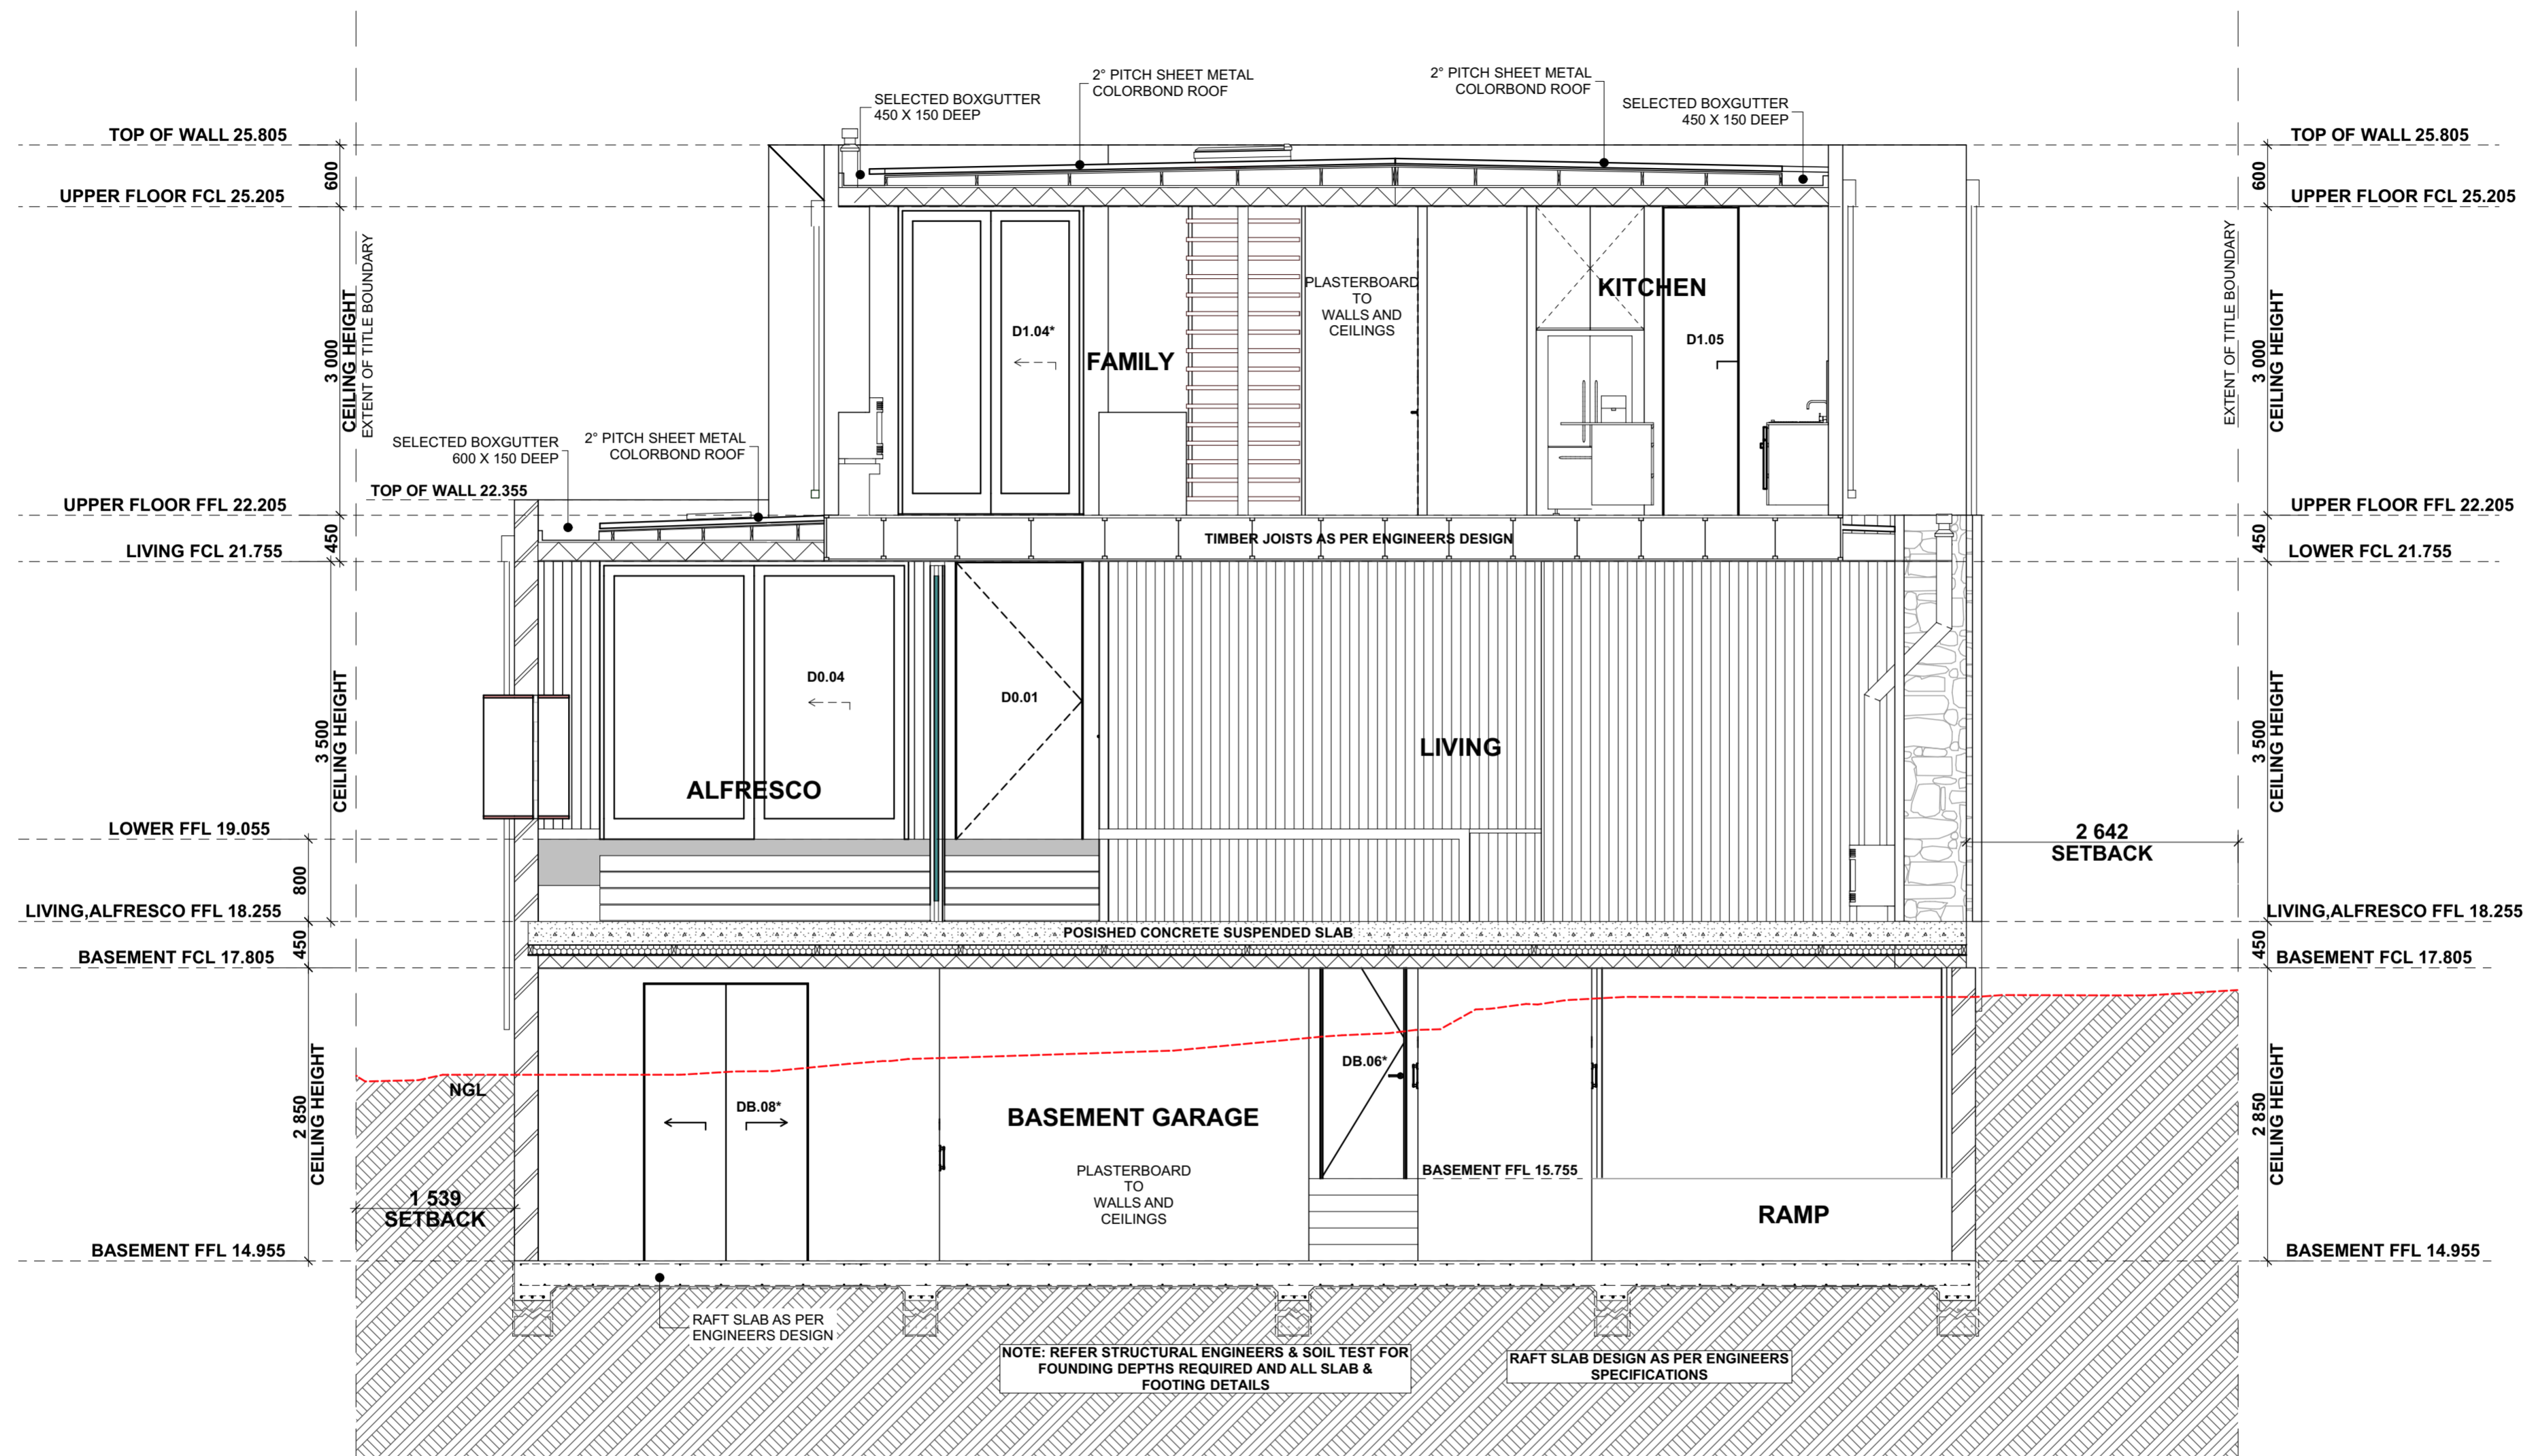 2° PITCH SHEET METAL
COLORBOND ROOF
2° PITCH SHEET METAL
COLORBOND ROOF
SELECTED BOXGUTTER
450 X 150 DEEP
SELECTED BOXGUTTER
450 X 150 DEEP
TOP OF WALL 25.805
TOP OF WALL 25.805
600
600
UPPER FLOOR FCL 25.205
UPPER FLOOR FCL 25.205
EXTENT OF TITLE BOUNDARY
EXTENT OF TITLE BOUNDARY
3 000
CEILING HEIGHT
3 000
CEILING HEIGHT
PLASTERBOARD
TO
WALLS AND
CEILINGS
KITCHEN
D1.04*
D1.05
FAMILY
SELECTED BOXGUTTER
600 X 150 DEEP
2° PITCH SHEET METAL
COLORBOND ROOF
TOP OF WALL 22.355
UPPER FLOOR FFL 22.205
UPPER FLOOR FFL 22.205
450
450
TIMBER JOISTS AS PER ENGINEERS DESIGN
LIVING FCL 21.755
LOWER FCL 21.755
3 500
CEILING HEIGHT
3 500
CEILING HEIGHT
D0.04
D0.01
LIVING
ALFRESCO
LOWER FFL 19.055
2 642
SETBACK
800
LIVING,ALFRESCO FFL 18.255
LIVING,ALFRESCO FFL 18.255
450
450
POSISHED CONCRETE SUSPENDED SLAB
BASEMENT FCL 17.805
BASEMENT FCL 17.805
2 850
CEILING HEIGHT
2 850
CEILING HEIGHT
NGL
DB.06*
DB.08*
BASEMENT GARAGE
PLASTERBOARD
TO
WALLS AND
CEILINGS
BASEMENT FFL 15.755
1 539
SETBACK
RAMP
BASEMENT FFL 14.955
BASEMENT FFL 14.955
RAFT SLAB AS PER
ENGINEERS DESIGN
NOTE: REFER STRUCTURAL ENGINEERS & SOIL TEST FOR
FOUNDING DEPTHS REQUIRED AND ALL SLAB &
FOOTING DETAILS
RAFT SLAB DESIGN AS PER ENGINEERS
SPECIFICATIONS